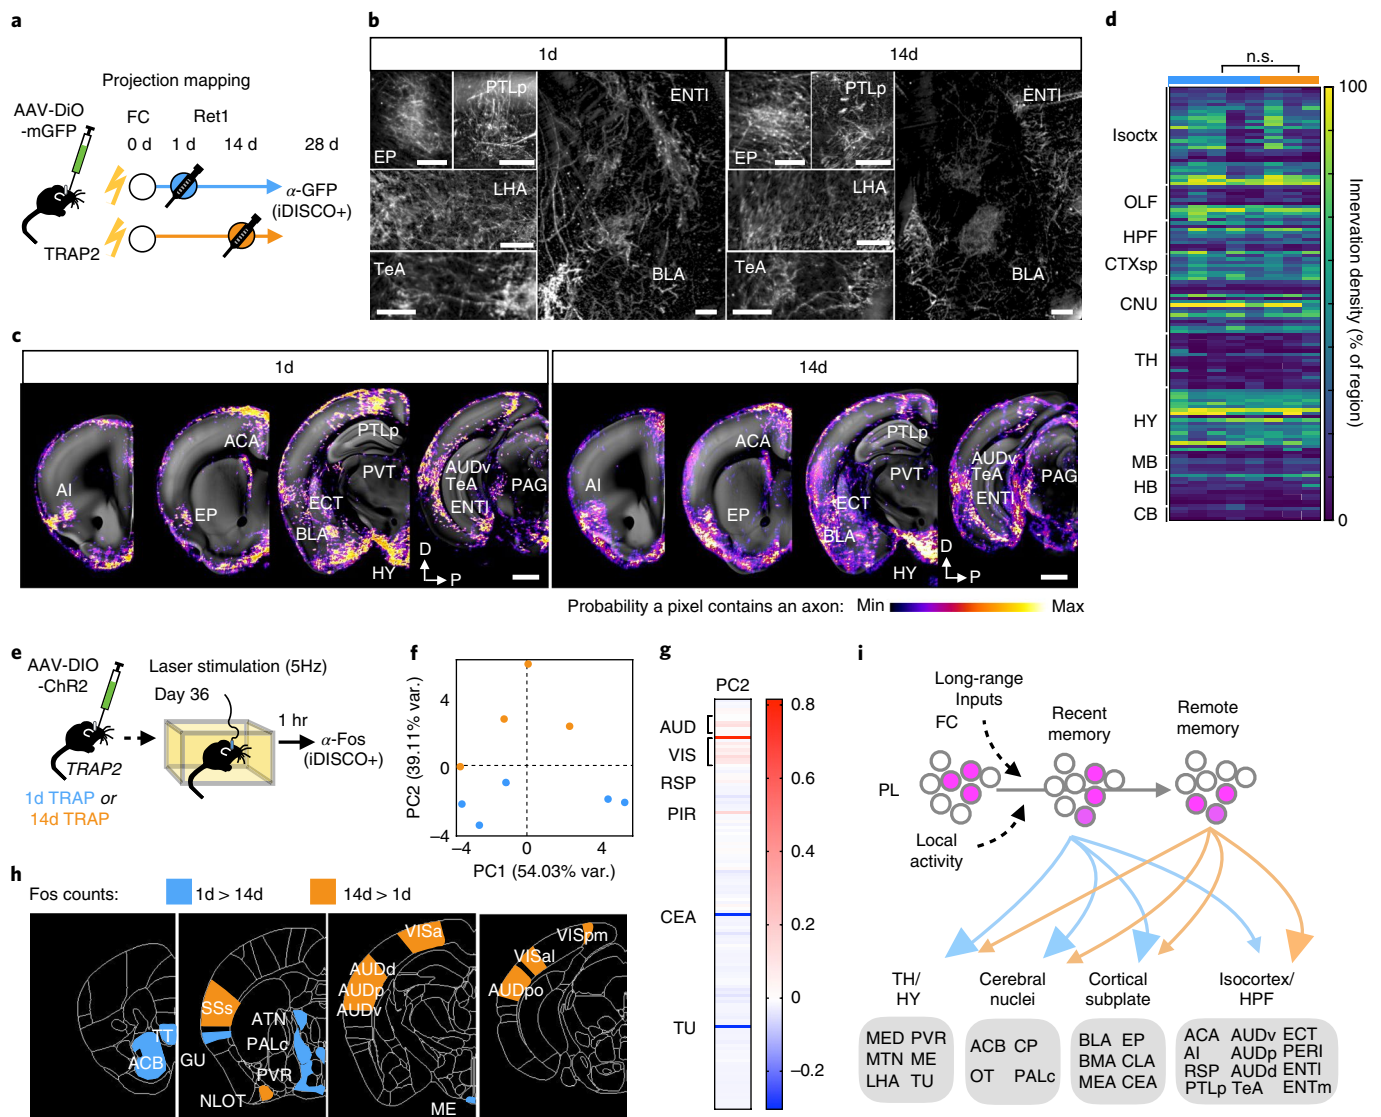 a
Projection mapping
AAV-DiO
-mGFP
FC
Ret1
0 d
1 d
14 d
28 d
α-GFP
(iDISCO+)
TRAP2
b
1d
14d
EP
PTLp
LHA
TeA
ENTl
BLA
EP
PTLp
LHA
TeA
ENTl
BLA
c
1d
14d
AI
ACA
EP
PTLp
PVT
ECT
BLA
HY
AUDv
TeA
ENTl
PAG
D
P
AI
ACA
EP
PTLp
PVT
ECT
BLA
HY
AUDv
TeA
ENTl
PAG
D
P
Probability a pixel contains an axon: Min
Max
d
n.s.
Isoctx
OLF
HPF
CTXsp
CNU
TH
HY
MB
HB
CB
100
0
Innervation density (% of region)
e
AAV-DIO
-ChR2
Laser stimulation (5Hz)
Day 36
1 hr
α-Fos
(iDISCO+)
TRAP2
1d TRAP or
14d TRAP
f
PC2 (39.11% var.)
4
0
−4
−4
0
4
PC1 (54.03% var.)
g
PC2
AUD
VIS
RSP
PIR
CEA
TU
0.8
0.6
0.4
0.2
0
−0.2
h
Fos counts:
1d > 14d
14d > 1d
TT
ACB
SSs
GU
NLOT
ATN
PALc
PVR
VISa
AUDd
AUDp
AUDv
ME
VISpm
VISal
AUDpo
i
Long-range
Inputs
FC
Recent
memory
Remote
memory
PL
Local
activity
TH/
HY
Cerebral
nuclei
Cortical
subplate
Isocortex/
HPF
MED PVR
MTN ME
LHA TU
ACB CP
OT PALc
BLA EP
BMA CLA
MEA CEA
ACA AUDv ECT
AI AUDp PERI
RSP AUDd ENTl
PTLp TeA ENTm